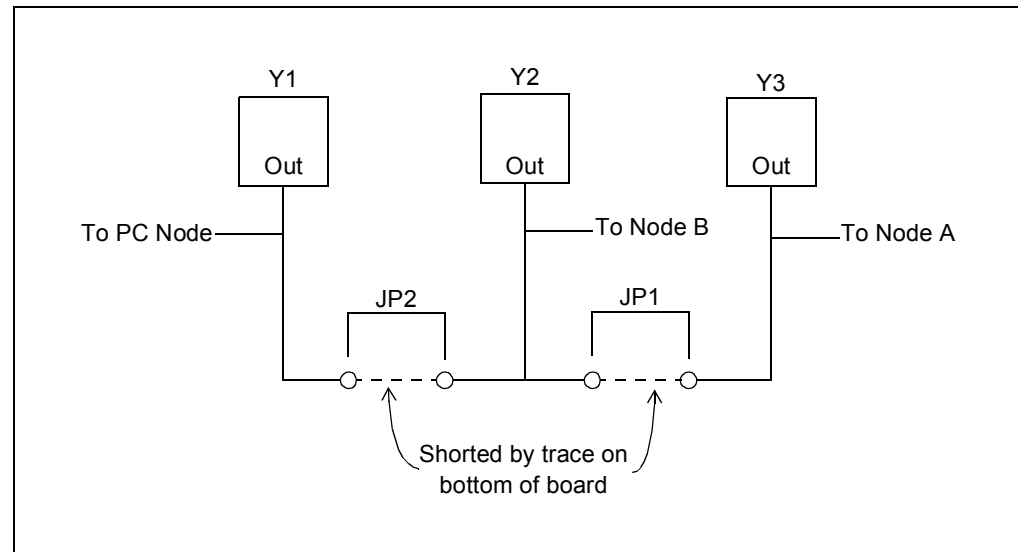 Y1
Y2
Y3
Out
Out
Out
To PC Node
To Node B
To Node A
JP2
JP1
Shorted by trace on
bottom of board